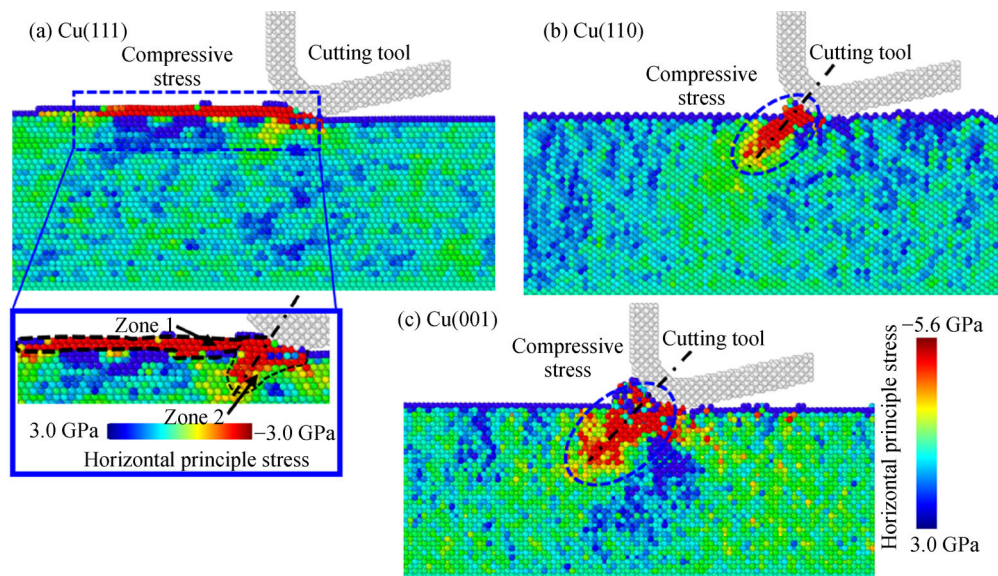 (a) Cu(111)
Compressive
stress
Cutting tool
Zone 1
Zone 2
3.0 GPa
−3.0 GPa
Horizontal principle stress
(b) Cu(110)
Cutting tool
Compressive
stress
(c) Cu(001)
Cutting tool
Compressive
stress
−5.6 GPa
Horizontal principle stress
3.0 GPa